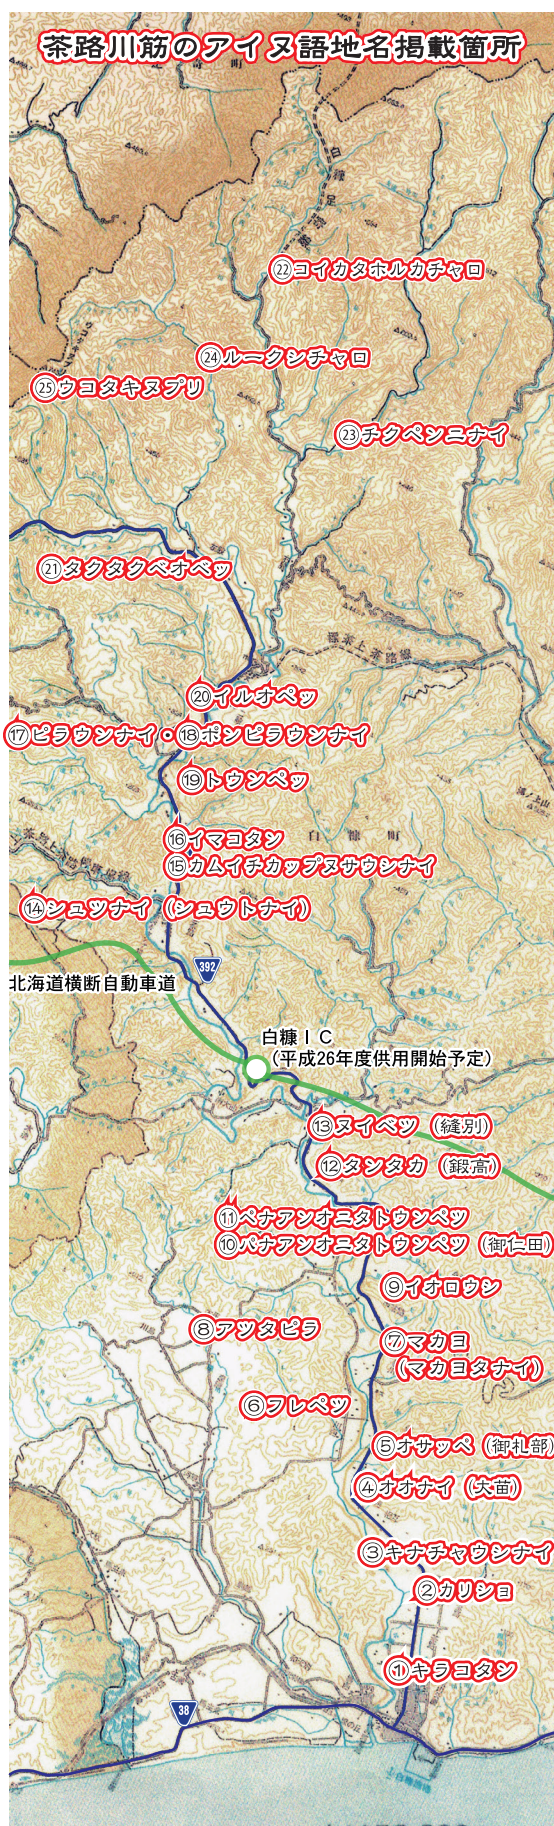 茶路川筋のアイヌ語地名掲載箇所
㉒コイカタホルカチャロ
㉔ルークシチャロ
㉕ウコタキヌプリ
㉓チクペンニナイ
㉑タクタクベオベッ
⑳イルオペッ
⑰ピラウンナイ・⑱ポンピラウンナイ
⑲トウンペッ
⑯イマコタン
⑮カムイチカップヌサウンナイ
⑭シュツナイ（シュウトナイ）
392
北海道横断自動車道
白糠ＩＣ
（平成26年度供用開始予定）
⑬ヌイベツ（縫別）
⑫タンタカ（鍛高）
⑪ペナアンオニタトウンペツ
⑩パナアンオニタトウンペツ（御仁田）
⑨イオロウシ
⑧アツタピラ
⑦マカヨ
（マカヨタナイ）
⑥フレペツ
⑤オサッペ（御札部）
④オオナイ（大苗）
③キナチャウンナイ
②カリショ
①キラコタン
38